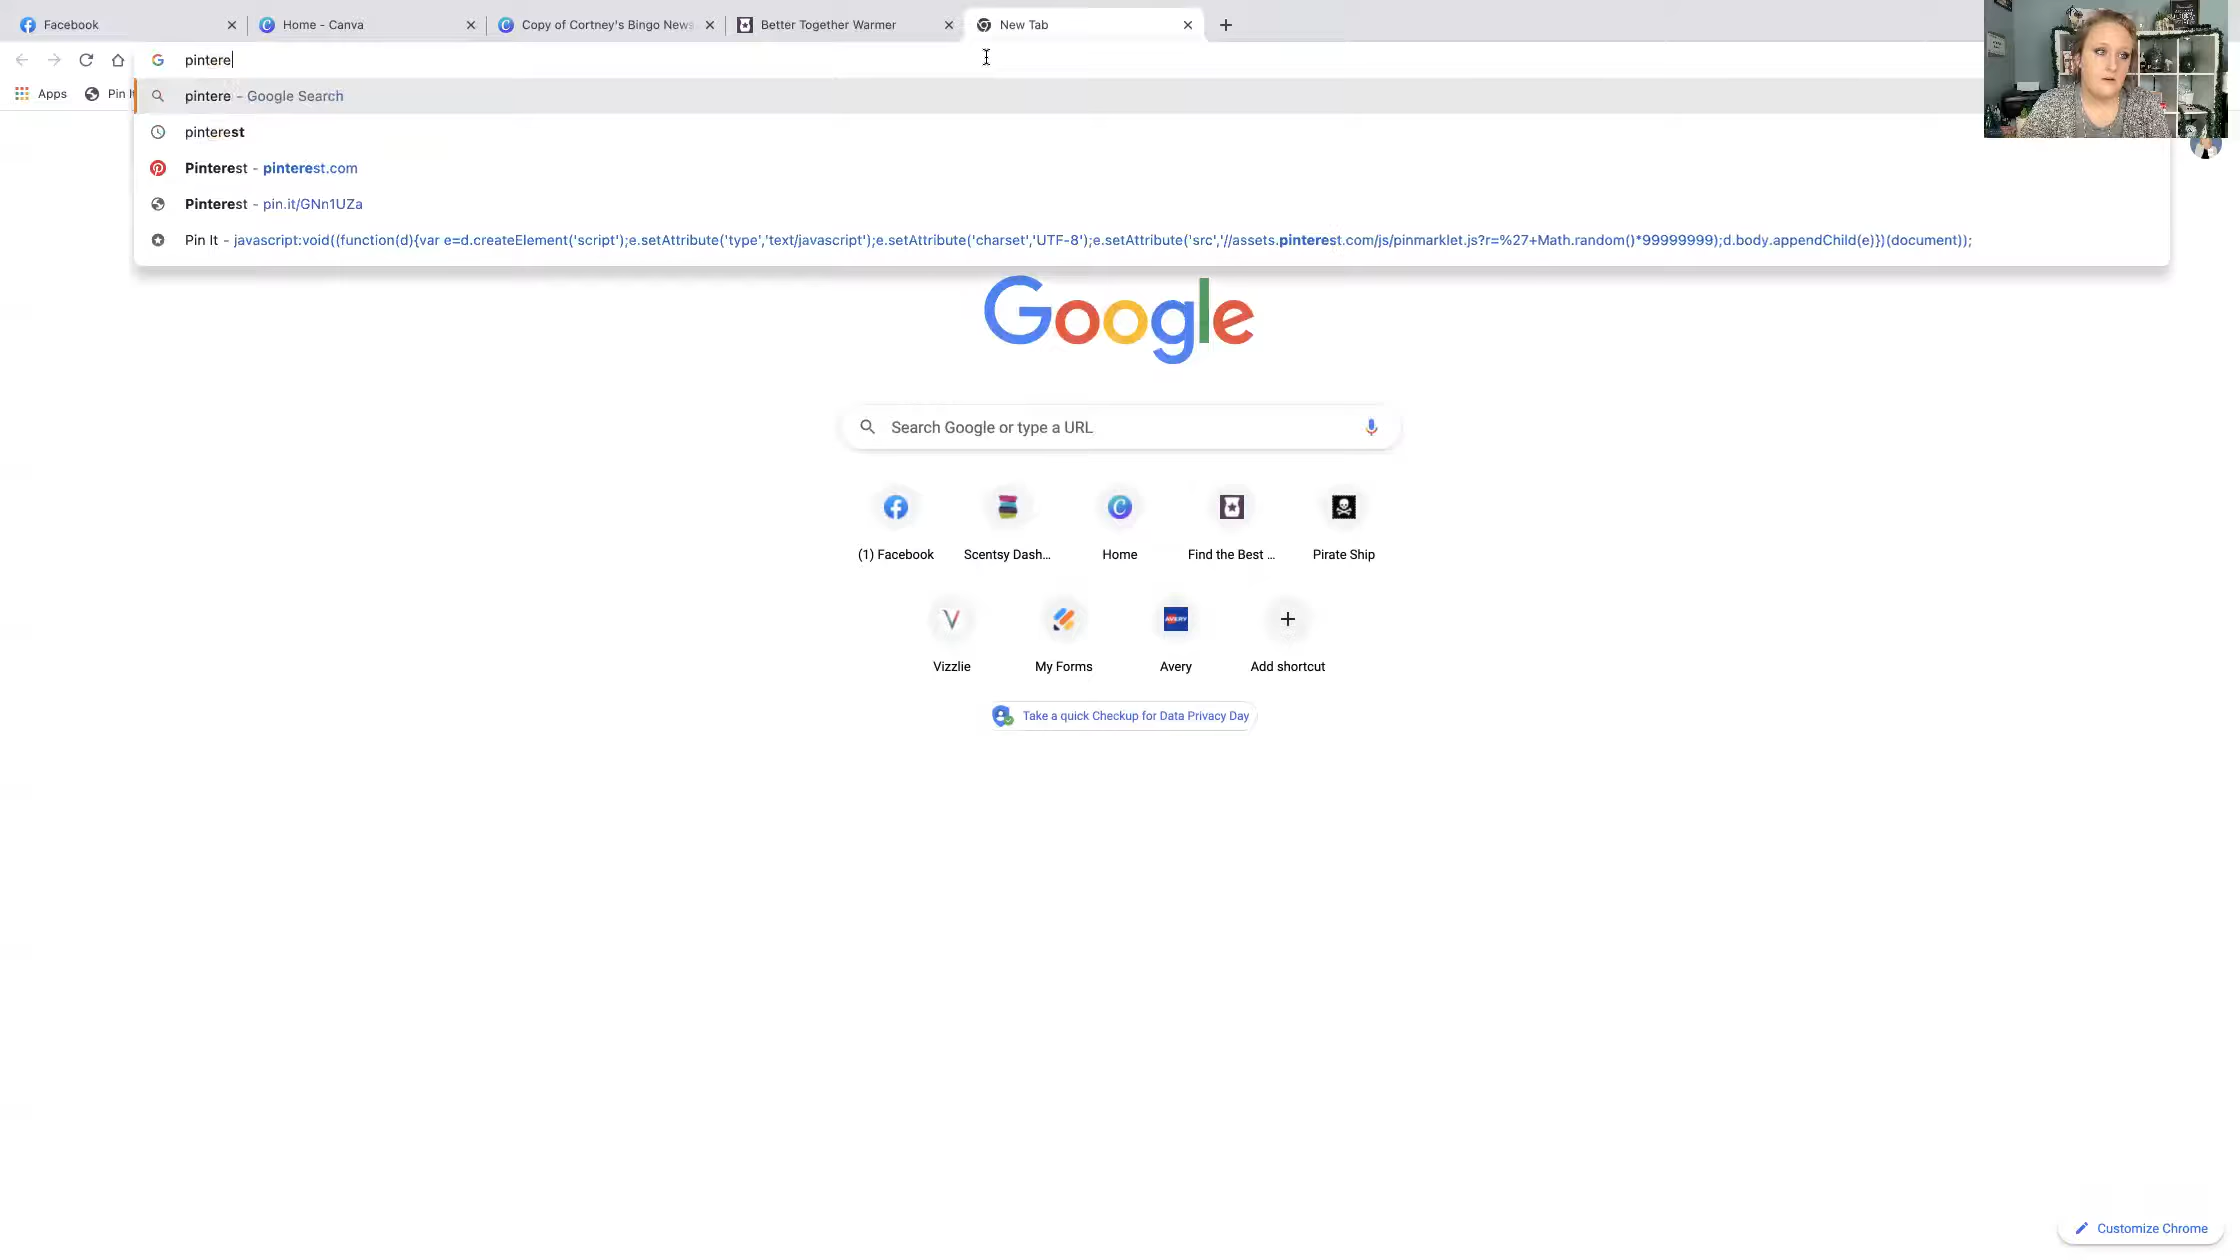 Facebook
Home - Canva
Copy of Cortney's Bingo News
Better Together Warmer
New Tab
pintere
Apps
Pin It
pintere - Google Search
pinterest
Pinterest - pinterest.com
Pinterest - pin.it/GNn1UZa
Pin It - javascript:void((function(d){var e=d.createElement('script');e.setAttribute('type','text/javascript');e.setAttribute('charset','UTF-8');e.setAttribute('src','//assets.pinterest.com/js/pinmarklet.js?r=%27+Math.random()*99999999);d.body.appendChild(e)})(document));
Google
Search Google or type a URL
(1) Facebook
Scentsy Dash...
Home
Find the Best ...
Pirate Ship
AVERY
Vizzlie
My Forms
Avery
Add shortcut
Take a quick Checkup for Data Privacy Day
Customize Chrome